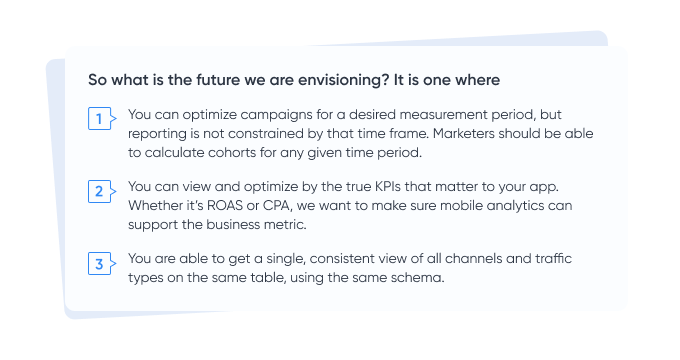 So what is the future we are envisioning? It is one where
1
You can optimize campaigns for a desired measurement period, but
reporting is not constrained by that time frame. Marketers should be able
to calculate cohorts for any given time period.
2
You can view and optimize by the true KPIs that matter to your app.
Whether it’s ROAS or CPA, we want to make sure mobile analytics can
support the business metric.
3
You are able to get a single, consistent view of all channels and traffic
types on the same table, using the same schema.